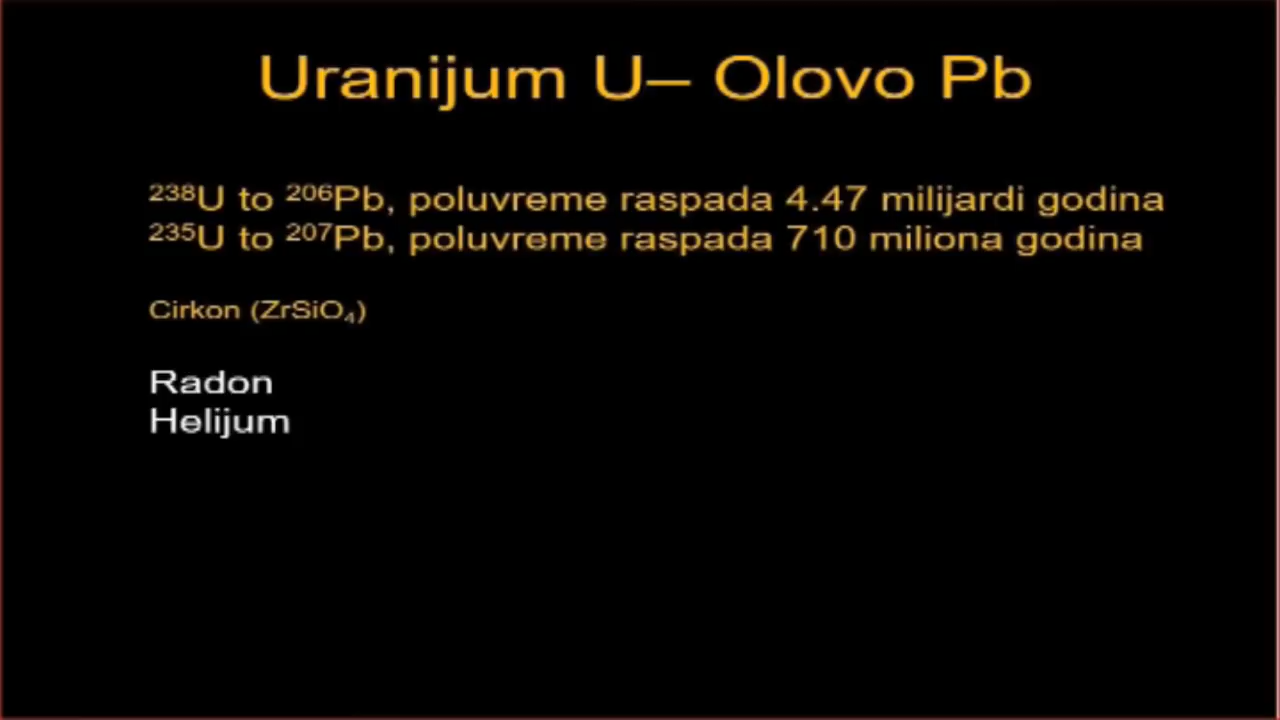 Uranijum U– Olovo Pb
²³⁸U to ²⁰⁶Pb, poluvreme raspada 4.47 milijardi godina
²³⁵U to ²⁰⁷Pb, poluvreme raspada 710 miliona godina
Cirkon (ZrSiO₄)
Radon
Helijum